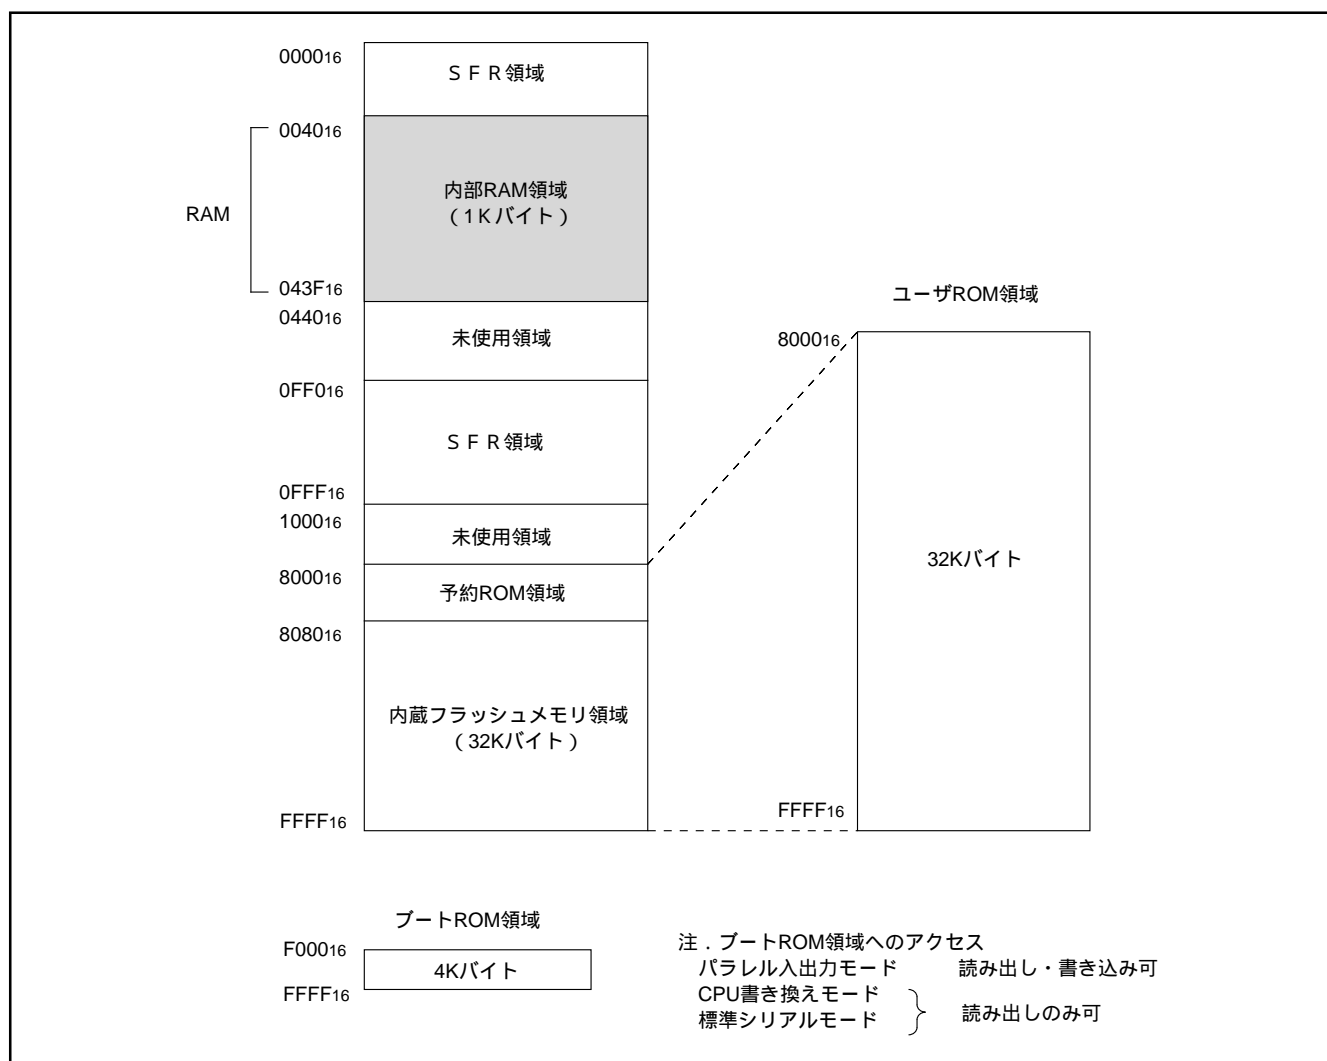 0000₁₆
ＳＦＲ領域
0040₁₆
RAM
内部RAM領域
（1Ｋバイト）
043F₁₆
0440₁₆
未使用領域
0FF0₁₆
ＳＦＲ領域
0FFF₁₆
1000₁₆
未使用領域
8000₁₆
予約ROM領域
8080₁₆
内蔵フラッシュメモリ領域
（32Kバイト）
FFFF₁₆
ユーザROM領域
8000₁₆
32Kバイト
FFFF₁₆
ブートROM領域
F000₁₆
4Kバイト
FFFF₁₆
注．ブートROM領域へのアクセス
パラレル入出力モード 読み出し・書き込み可
CPU書き換えモード
標準シリアルモード
読み出しのみ可